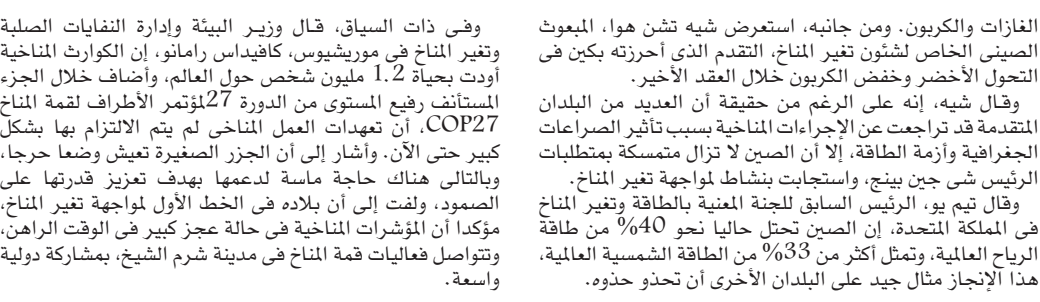 الغازات والكربون. ومن جانبه، استعرض شيه تشن هوا، المبعوث
الصينى الخاص لشئون تغير المناخ، التقدم الذى أحرزته بكين فى
التحول الأخضر وخفض الكربون خلال العقد الأخير.
وقال شيه، إنه على الرغم من حقيقة أن العديد من البلدان
المتقدمة قد تراجعت عن الإجراءات المناخية بسبب تأثير الصراعات
الجغرافية وأزمة الطاقة، إلا أن الصين لا تزال متمسكة بمتطلبات
الرئيس شى جين بينج، واستجابت بنشاط لمواجهة تغير المناخ.
وقال تيم يو، الرئيس السابق للجنة المعنية بالطاقة وتغير المناخ
فى المملكة المتحدة، إن الصين تحتل حاليا نحو 40% من طاقة
الرياح العالمية، وتمثل أكثر من 33% من الطاقة الشمسية العالمية،
هذا الإنجاز مثال جيد على البلدان الأخرى أن تحذو حذوه.
وفى ذات السياق، قال وزير البيئة وإدارة النفايات الصلبة
وتغير المناخ فى موريشيوس، كافيداس رامانو، إن الكوارث المناخية
أودت بحياة 1.2 مليون شخص حول العالم، وأضاف خلال الجزء
المستأنف رفيع المستوى من الدورة 27لمؤتمر الأطراف لقمة المناخ
COP27، أن تعهدات العمل المناخى لم يتم الالتزام بها بشكل
كبير حتى الآن. وأشار إلى أن الجزر الصغيرة تعيش وضعا حرجا،
وبالتالى هناك حاجة ماسة لدعمها بهدف تعزيز قدرتها على
الصمود، ولفت إلى أن بلاده فى الخط الأول لمواجهة تغير المناخ،
مؤكدا أن المؤشرات المناخية فى حالة عجز كبير فى الوقت الراهن،
وتتواصل فعاليات قمة المناخ فى مدينة شرم الشيخ، بمشاركة دولية
واسعة.